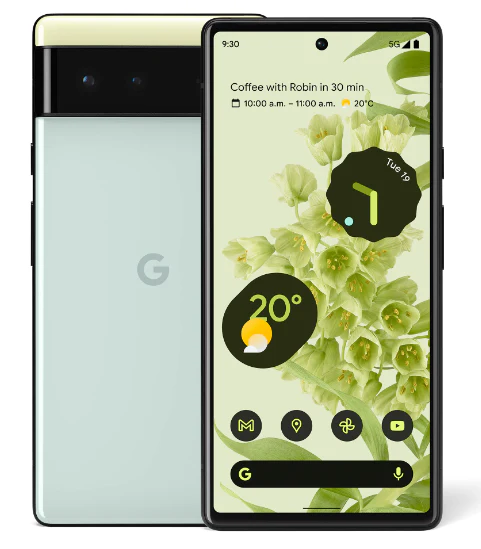 9:30
5G
Coffee with Robin in 30 min
10:00 a.m. – 11:00 a.m. 20°C
Tue 19
20°
G
G